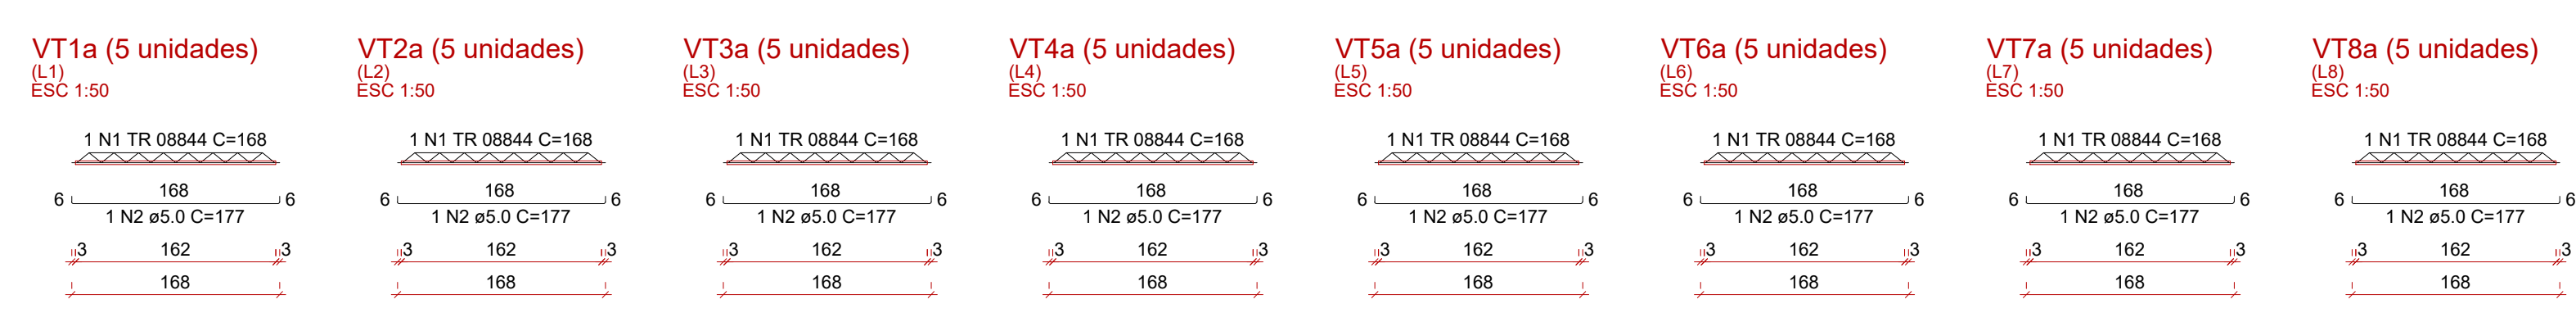 VT1a (5 unidades)
(L1)
ESC 1:50
1 N1 TR 08844 C=168
168
6 6
1 N2 ø5.0 C=177
3 162 3
168
VT2a (5 unidades)
(L2)
ESC 1:50
1 N1 TR 08844 C=168
168
6 6
1 N2 ø5.0 C=177
3 162 3
168
VT3a (5 unidades)
(L3)
ESC 1:50
1 N1 TR 08844 C=168
168
6 6
1 N2 ø5.0 C=177
3 162 3
168
VT4a (5 unidades)
(L4)
ESC 1:50
1 N1 TR 08844 C=168
168
6 6
1 N2 ø5.0 C=177
3 162 3
168
VT5a (5 unidades)
(L5)
ESC 1:50
1 N1 TR 08844 C=168
168
6 6
1 N2 ø5.0 C=177
3 162 3
168
VT6a (5 unidades)
(L6)
ESC 1:50
1 N1 TR 08844 C=168
168
6 6
1 N2 ø5.0 C=177
3 162 3
168
VT7a (5 unidades)
(L7)
ESC 1:50
1 N1 TR 08844 C=168
168
6 6
1 N2 ø5.0 C=177
3 162 3
168
VT8a (5 unidades)
(L8)
ESC 1:50
1 N1 TR 08844 C=168
168
6 6
1 N2 ø5.0 C=177
3 162 3
168